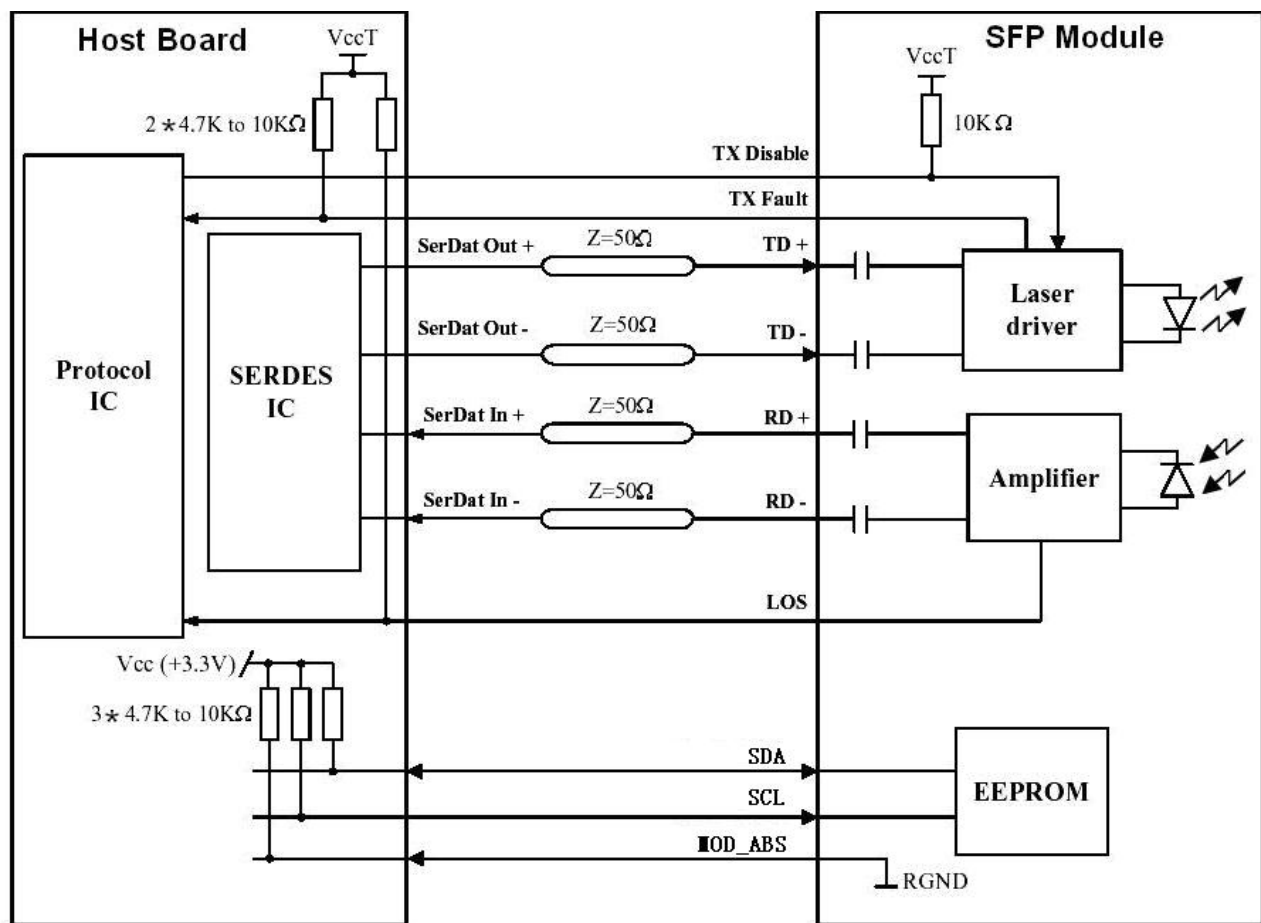 Host Board
SFP Module
VccT
VccT
2*4.7K to 10KΩ
10KΩ
TX Disable
TX Fault
SerDat Out +
Z=50Ω
TD +
Laser
driver
SerDat Out -
Z=50Ω
TD -
Protocol
IC
SERDES
IC
SerDat In +
Z=50Ω
RD +
Amplifier
SerDat In -
Z=50Ω
RD -
LOS
Vcc (+3.3V)
3*4.7K to 10KΩ
SDA
SCL
EEPROM
MOD_ABS
RGND